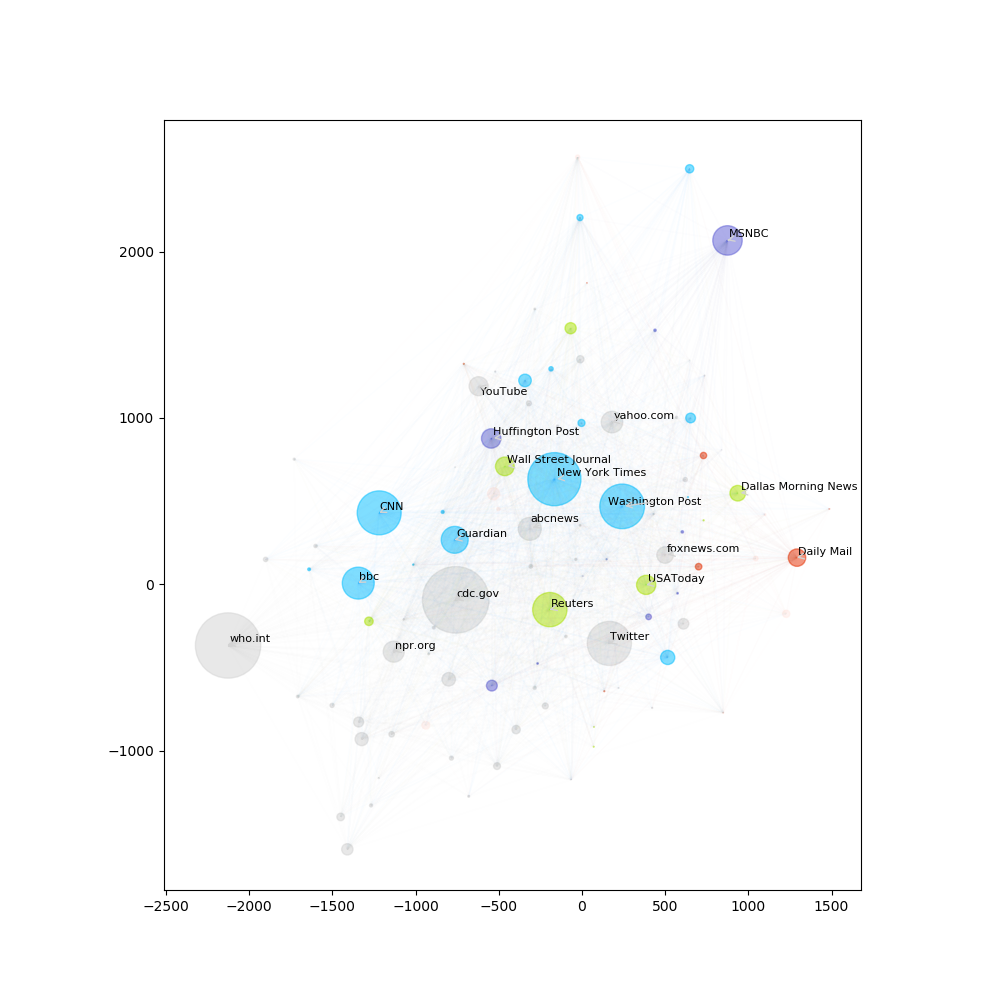 MSNBC
2000
YouTube
yahoo.com
1000
Huffington Post
Wall Street Journal
New York Times
Dallas Morning News
CNN
Washington Post
abcnews
Guardian
foxnews.com
Daily Mail
bbc
USAToday
0
cdc.gov
Reuters
who.int
Twitter
npr.org
−1000
−2500 −2000 −1500 −1000 −500 0 500 1000 1500